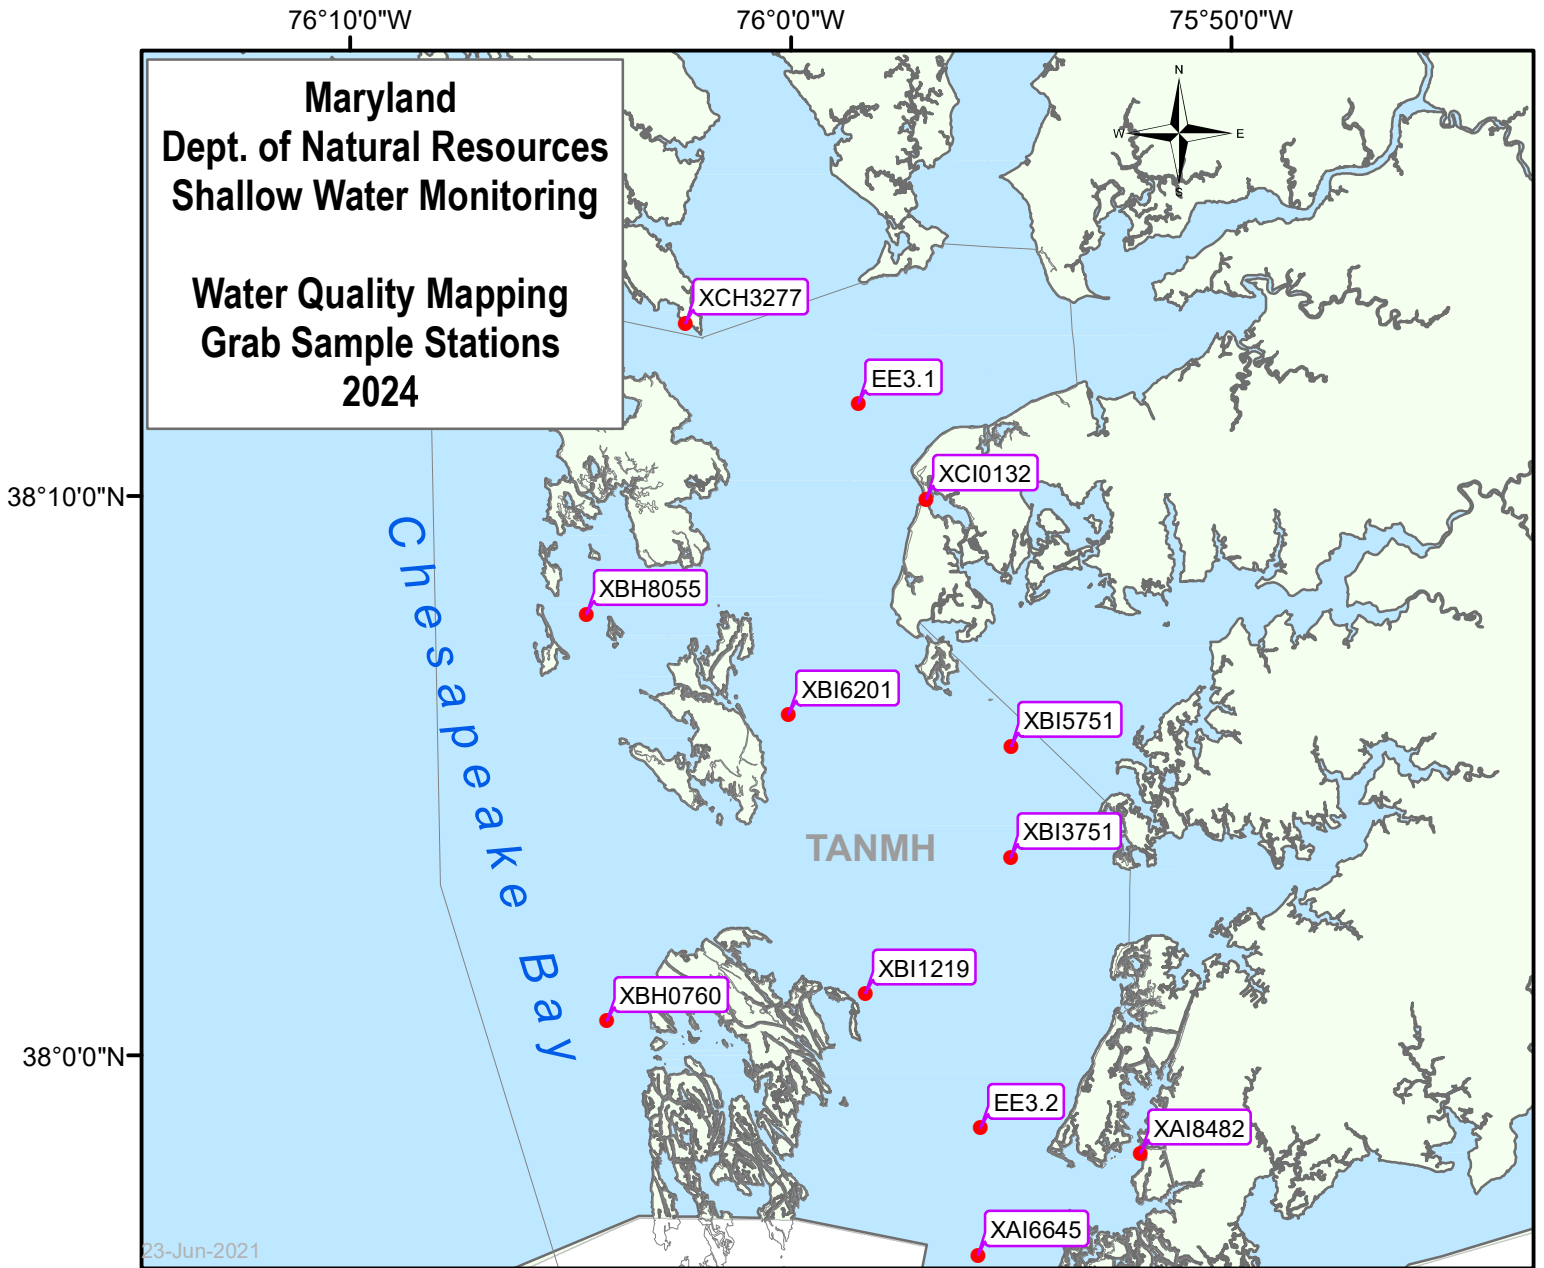 76°10'0"W
76°0'0"W
75°50'0"W
Maryland
Dept. of Natural Resources
Shallow Water Monitoring
Water Quality Mapping
Grab Sample Stations
2024
N
W
E
S
XCH3277
EE3.1
XCI0132
38°10'0"N
XBH8055
XBI6201
XBI5751
XBI3751
TANMH
Chesapeake Bay
XBI1219
XBH0760
38°0'0"N
EE3.2
XAI8482
XAI6645
23-Jun-2021